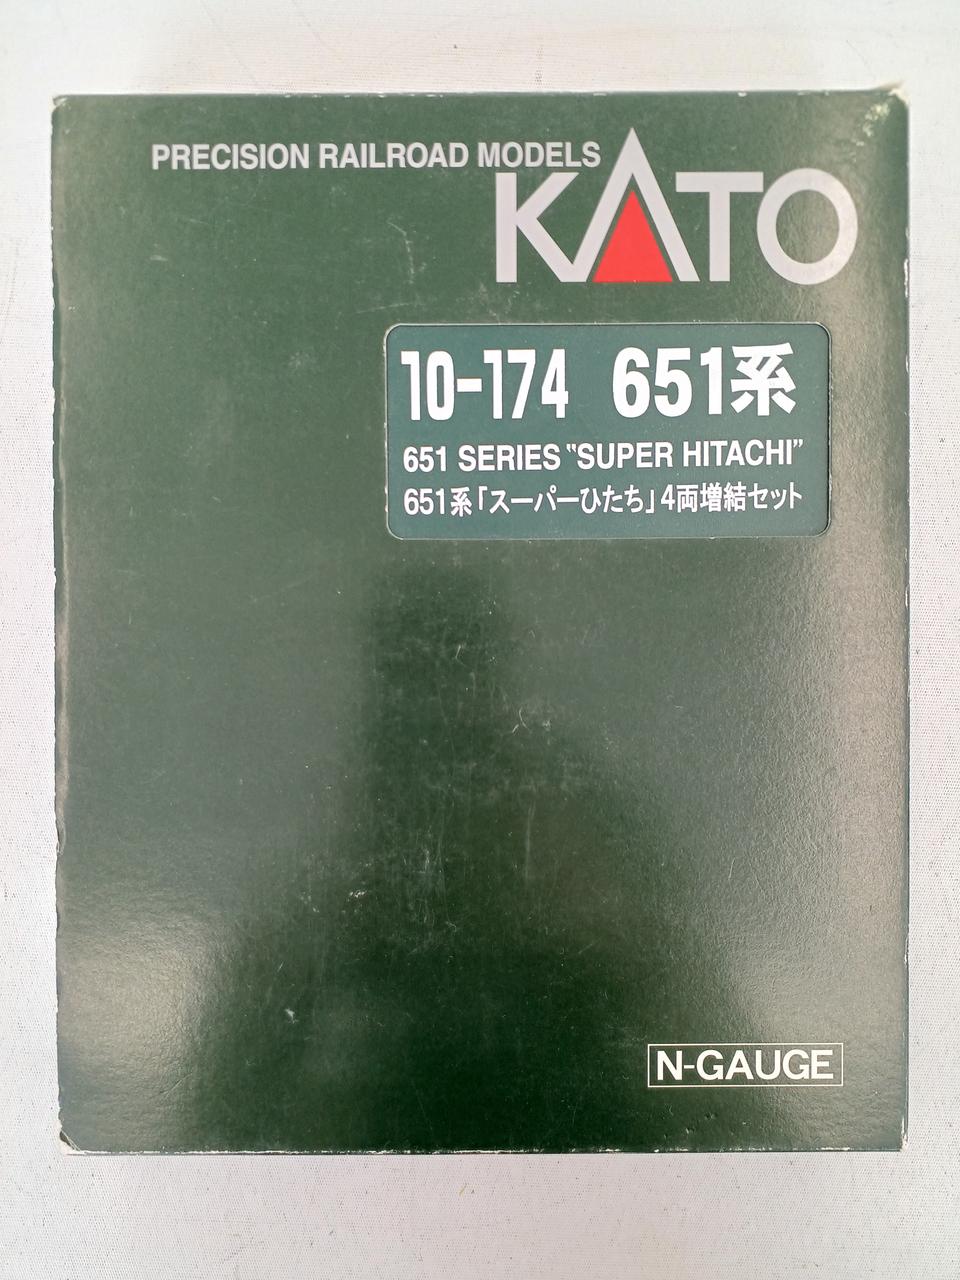 PRECISION RAILROAD MODELS
KATO
10-174 651系
651 SERIES "SUPER HITACHI"
651系「スーパーひたち」4両増結セット
N-GAUGE